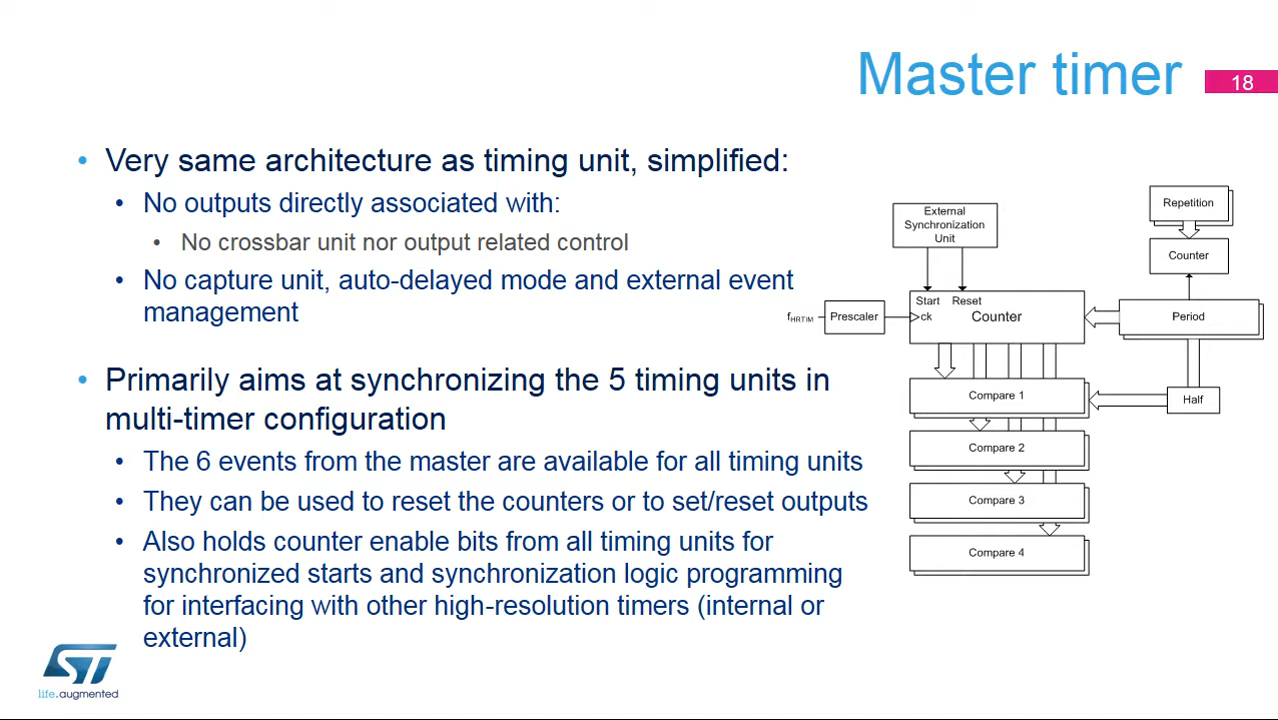 Master timer
18
• Very same architecture as timing unit, simplified:
• No outputs directly associated with:
• No crossbar unit nor output related control
• No capture unit, auto-delayed mode and external event
management
• Primarily aims at synchronizing the 5 timing units in
multi-timer configuration
• The 6 events from the master are available for all timing units
• They can be used to reset the counters or to set/reset outputs
• Also holds counter enable bits from all timing units for
synchronized starts and synchronization logic programming
for interfacing with other high-resolution timers (internal or
external)
External
Synchronization
Unit
Repetition
Counter
Start Reset
fHRTIM
Prescaler
ck
Counter
Period
Compare 1
Half
Compare 2
Compare 3
Compare 4
ST
life.augmented